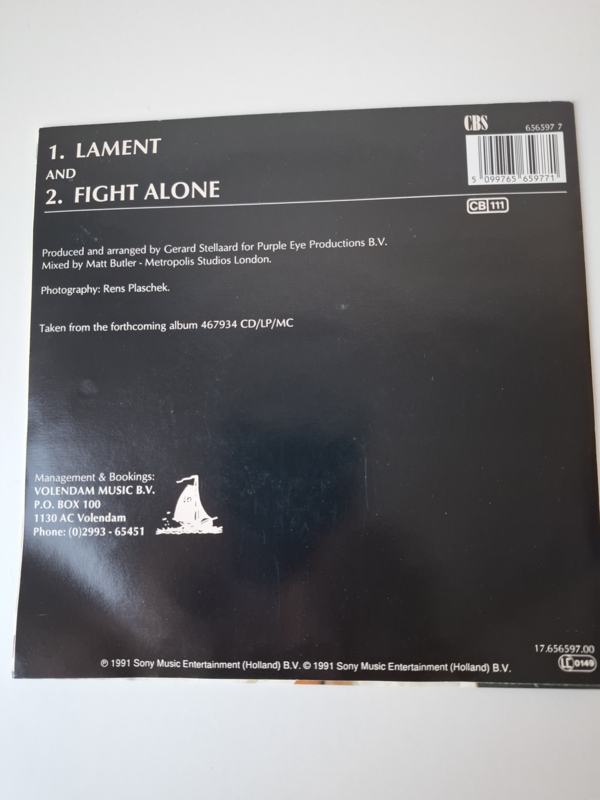 CBS
656597 7
1. LAMENT
AND
2. FIGHT ALONE
5 099765 659771
CB 111
Produced and arranged by Gerard Stellaard for Purple Eye Productions B.V.
Mixed by Matt Butler - Metropolis Studios London.
Photography: Rens Plaschek.
Taken from the forthcoming album 467934 CD/LP/MC
Management & Bookings:
VOLENDAM MUSIC B.V.
P.O. BOX 100
1130 AC Volendam
Phone: (0)2993 - 65451
17.656597.00
LC 0149
℗ 1991 Sony Music Entertainment (Holland) B.V. © 1991 Sony Music Entertainment (Holland) B.V.